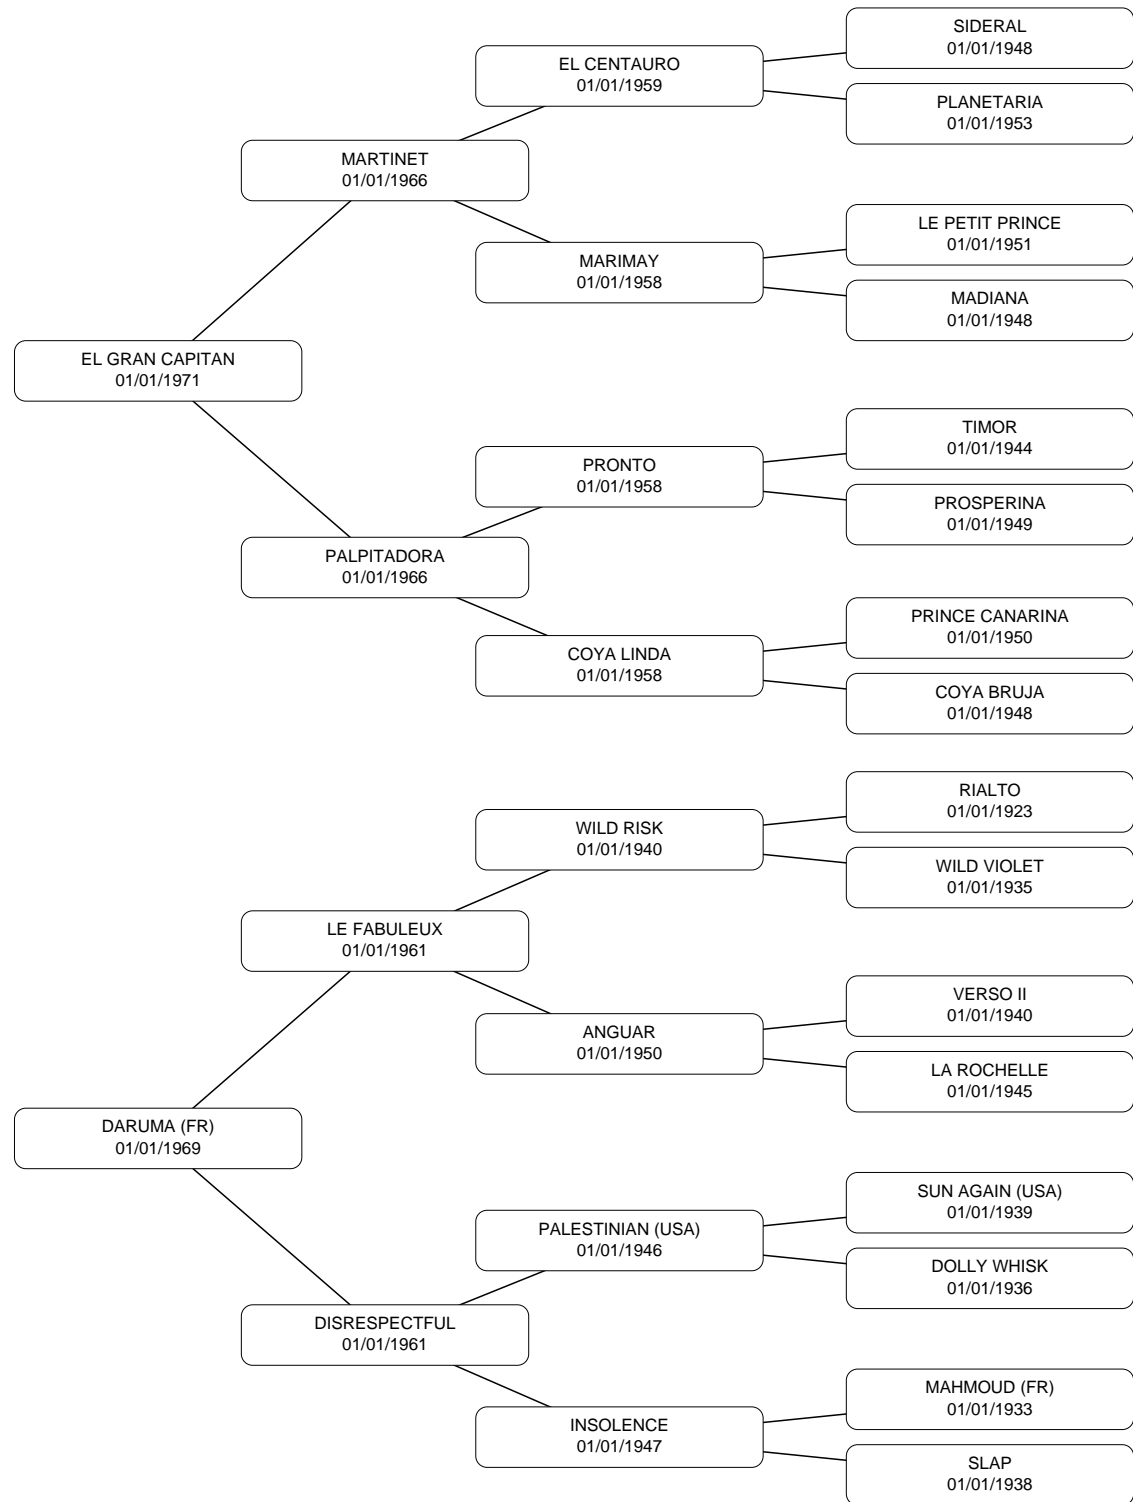 SIDERAL
01/01/1948
EL CENTAURO
01/01/1959
PLANETARIA
01/01/1953
MARTINET
01/01/1966
LE PETIT PRINCE
01/01/1951
MARIMAY
01/01/1958
MADIANA
01/01/1948
EL GRAN CAPITAN
01/01/1971
TIMOR
01/01/1944
PRONTO
01/01/1958
PROSPERINA
01/01/1949
PALPITADORA
01/01/1966
PRINCE CANARINA
01/01/1950
COYA LINDA
01/01/1958
COYA BRUJA
01/01/1948
RIALTO
01/01/1923
WILD RISK
01/01/1940
WILD VIOLET
01/01/1935
LE FABULEUX
01/01/1961
VERSO II
01/01/1940
ANGUAR
01/01/1950
LA ROCHELLE
01/01/1945
DARUMA (FR)
01/01/1969
SUN AGAIN (USA)
01/01/1939
PALESTINIAN (USA)
01/01/1946
DOLLY WHISK
01/01/1936
DISRESPECTFUL
01/01/1961
MAHMOUD (FR)
01/01/1933
INSOLENCE
01/01/1947
SLAP
01/01/1938